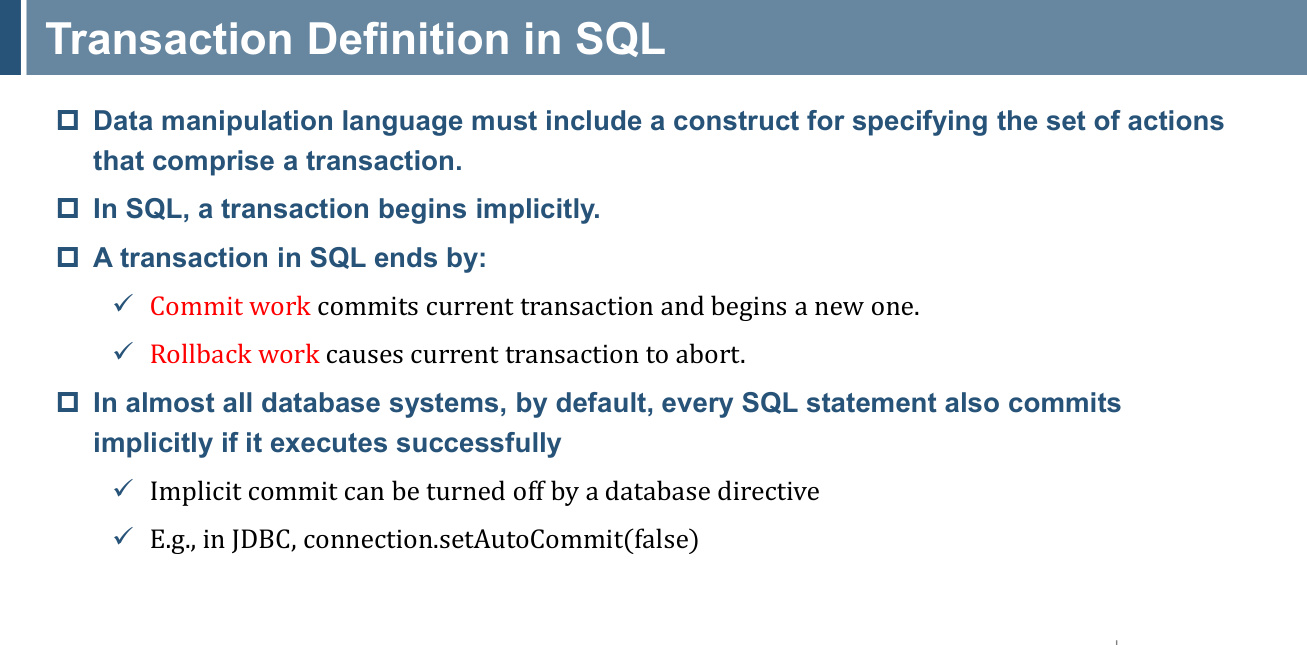 Transaction Definition in SQL
Data manipulation language must include a construct for specifying the set of actions
that comprise a transaction.
In SQL, a transaction begins implicitly.
A transaction in SQL ends by:
Commit work commits current transaction and begins a new one.
Rollback work causes current transaction to abort.
In almost all database systems, by default, every SQL statement also commits
implicitly if it executes successfully
Implicit commit can be turned off by a database directive
E.g., in JDBC, connection.setAutoCommit(false)